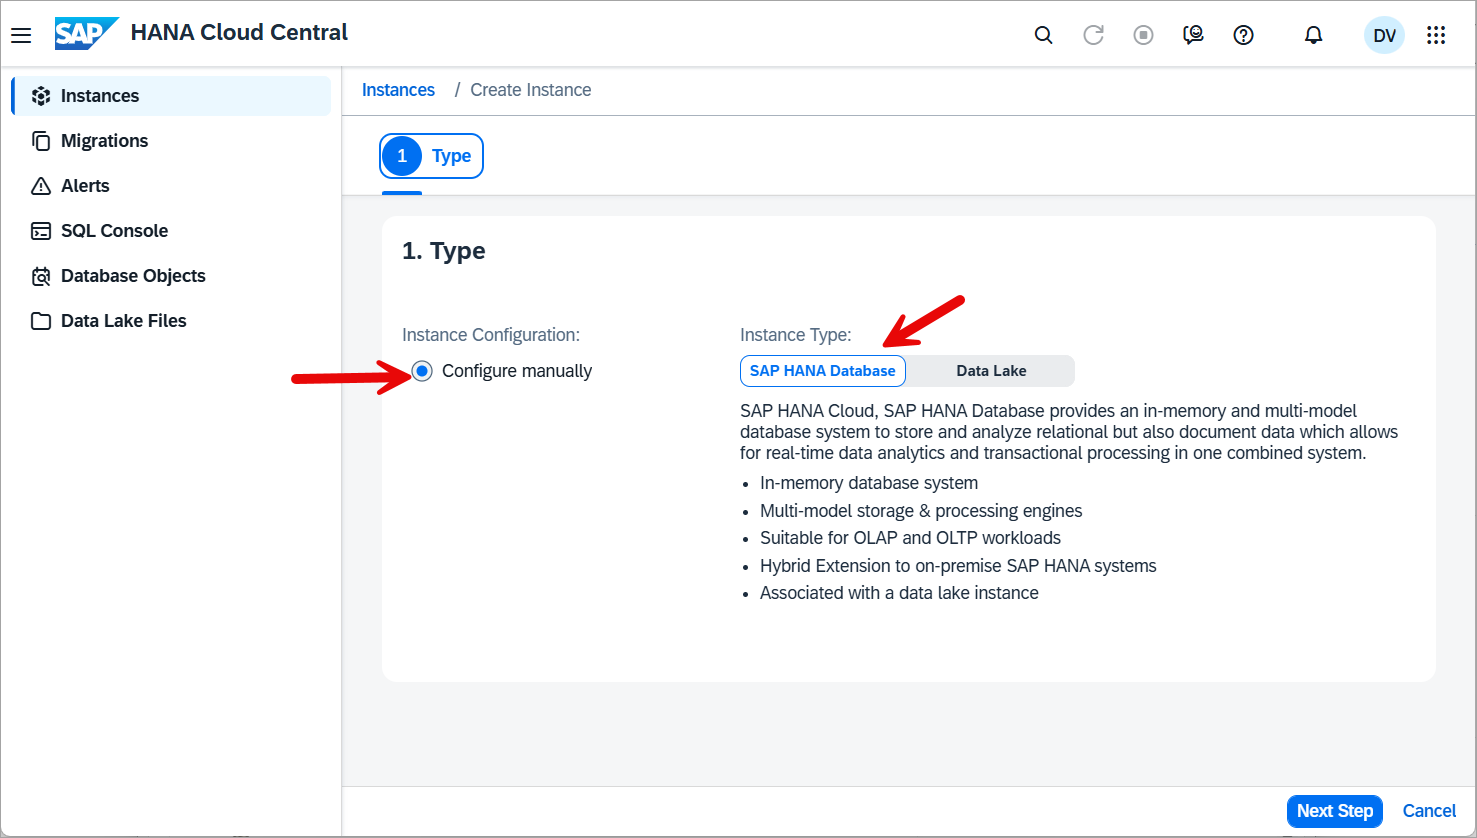 SAP HANA Cloud Central
DV
Instances
Migrations
Alerts
SQL Console
Database Objects
Data Lake Files
Instances / Create Instance
1 Type
1. Type
Instance Configuration:
Configure manually
Instance Type:
SAP HANA Database
Data Lake
SAP HANA Cloud, SAP HANA Database provides an in-memory and multi-model
database system to store and analyze relational but also document data which allows
for real-time data analytics and transactional processing in one combined system.
• In-memory database system
• Multi-model storage & processing engines
• Suitable for OLAP and OLTP workloads
• Hybrid Extension to on-premise SAP HANA systems
• Associated with a data lake instance
Next Step
Cancel